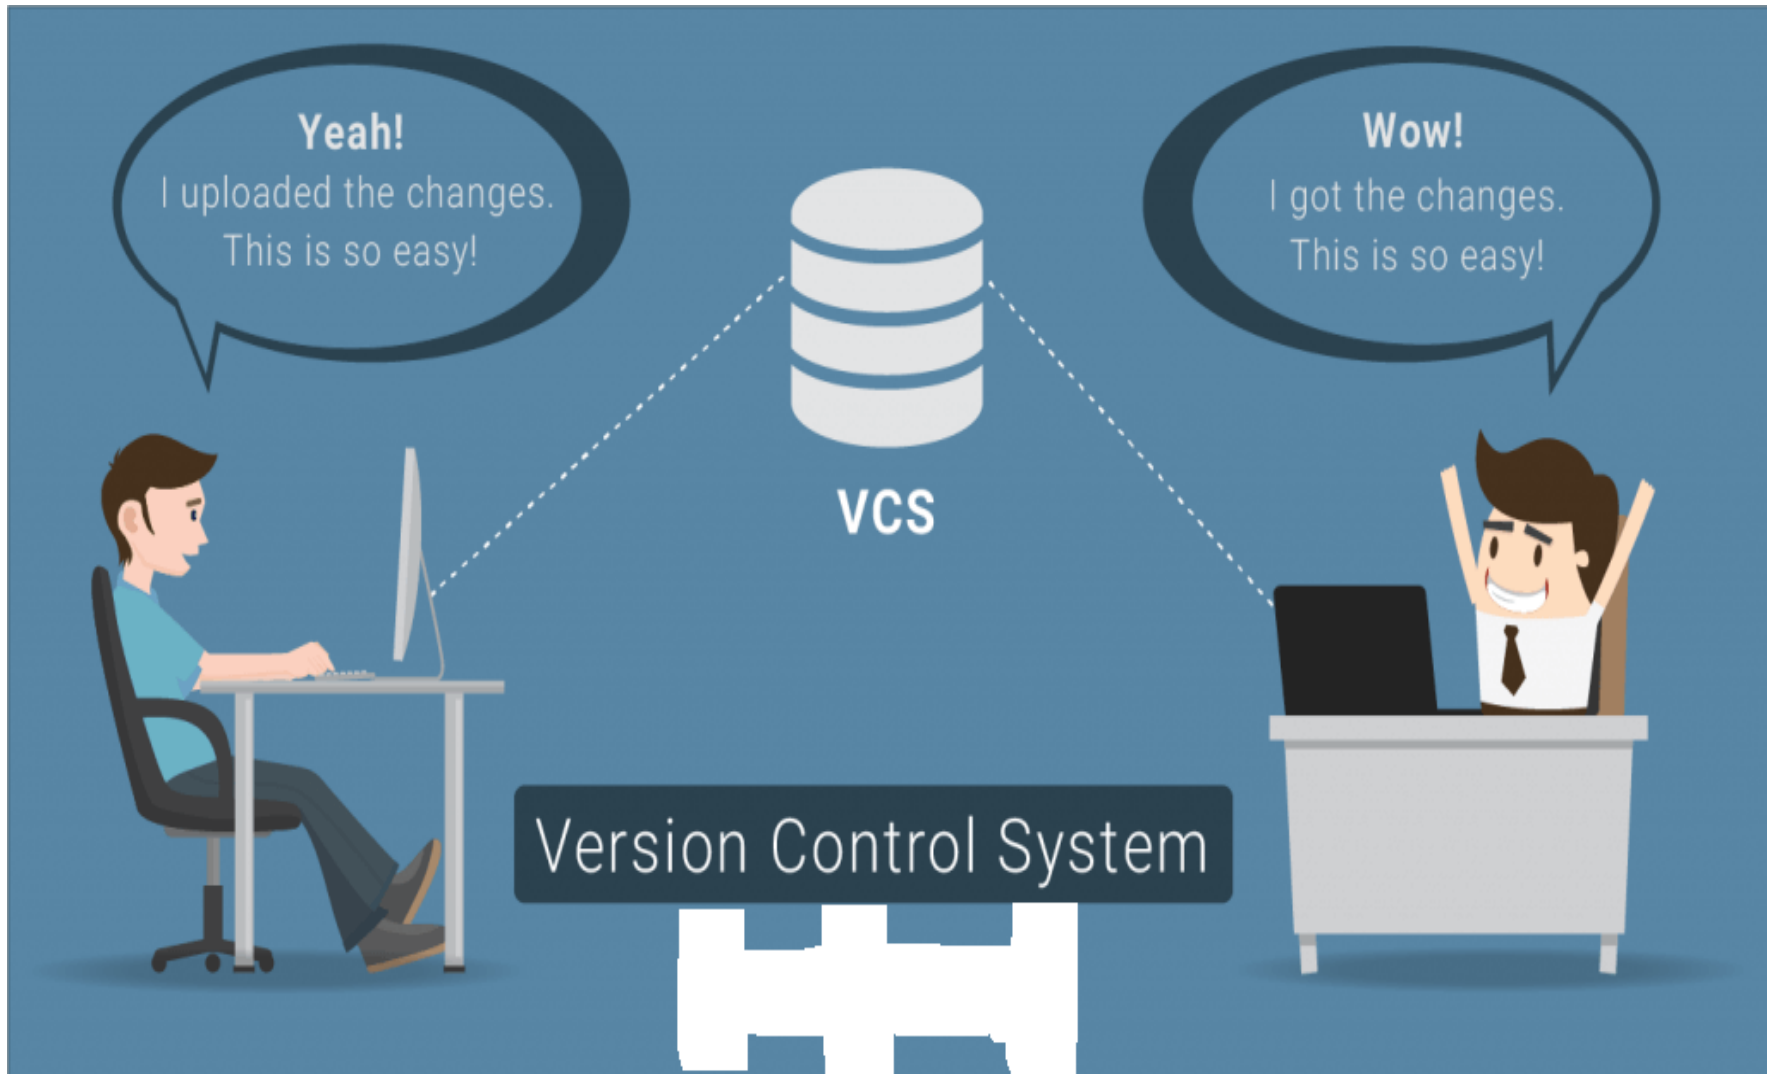 Yeah!
I uploaded the changes.
This is so easy!
Wow!
I got the changes.
This is so easy!
VCS
Version Control System